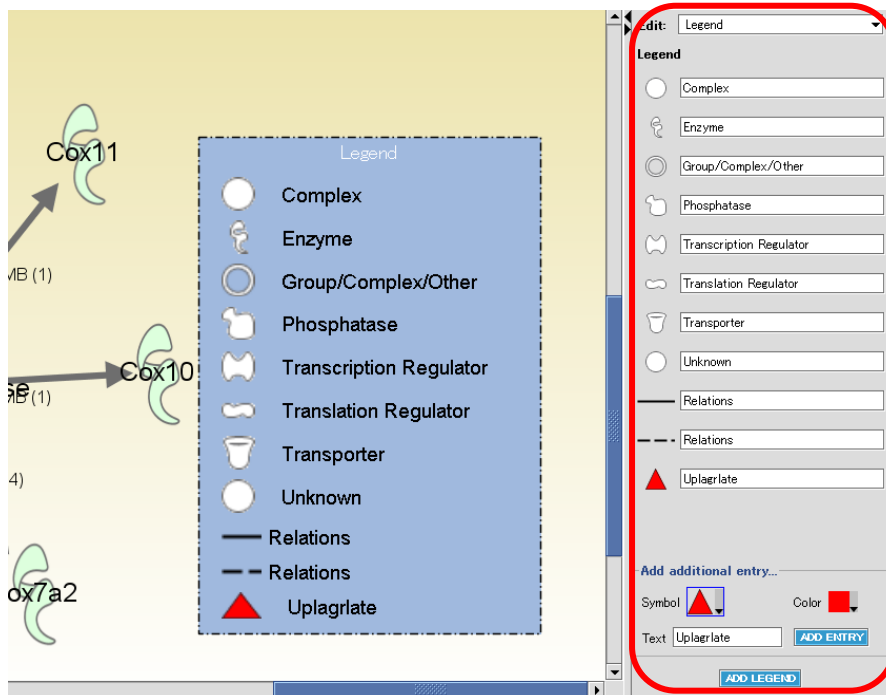 Cox11
MB (1)
Cox10
se
MB (1)
4)
ox7a2
Legend
Complex
Enzyme
Group/Complex/Other
Phosphatase
Transcription Regulator
Translation Regulator
Transporter
Unknown
Relations
Relations
Uplagrlate
Edit: Legend
Legend
Complex
Enzyme
Group/Complex/Other
Phosphatase
Transcription Regulator
Translation Regulator
Transporter
Unknown
Relations
Relations
Uplagrlate
Add additional entry...
Symbol Color
Text Uplagrlate ADD ENTRY
ADD LEGEND